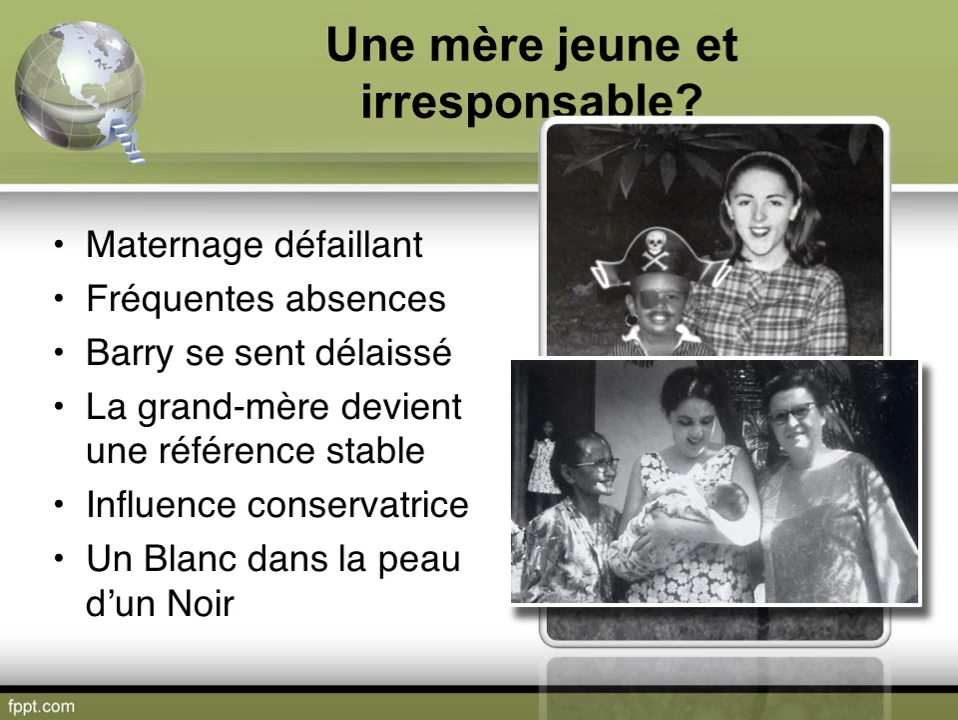 Une mère jeune et
irresponsable?
• Maternage défaillant
• Fréquentes absences
• Barry se sent délaissé
• La grand-mère devient
une référence stable
• Influence conservatrice
• Un Blanc dans la peau
d’un Noir
fppt.com